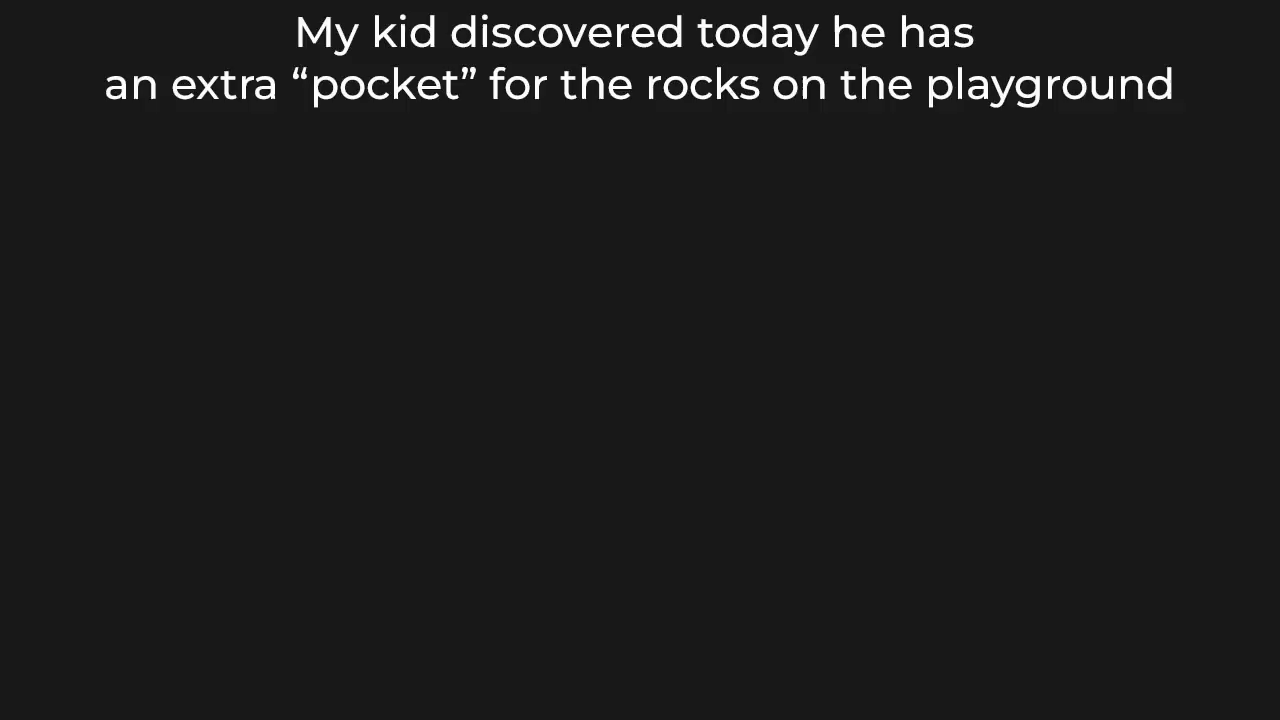 My kid discovered today he has
an extra “pocket” for the rocks on the playground